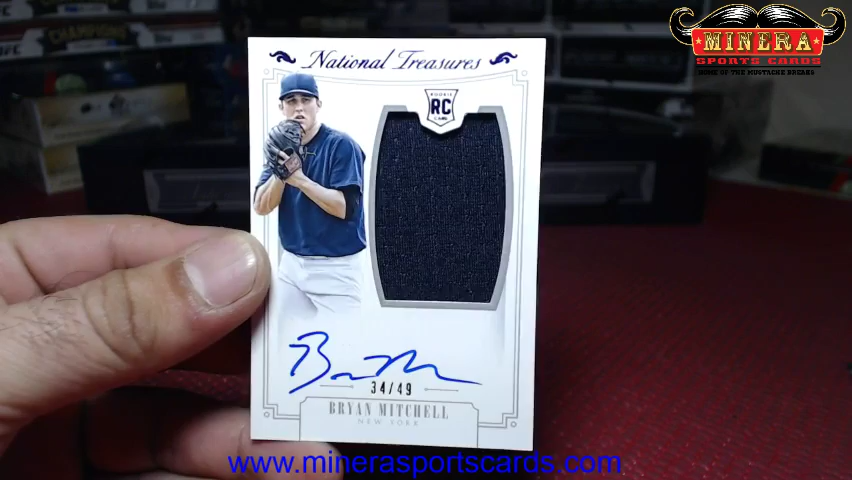 CHAMPIONS
MINERA
SPORTS CARDS
HOME OF THE MUSTACHE BREAKS
National Treasures
ROOKIE
RC
CARD
34/49
BRYAN MITCHELL
NEW YORK
www.minerasportscards.com